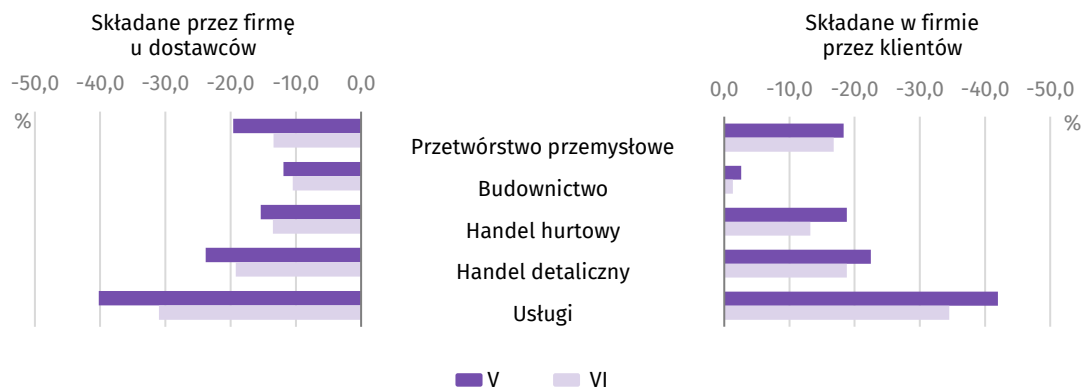 Składane przez firmę
u dostawców
-50,0 -40,0 -30,0 -20,0 -10,0 0,0
%
Składane w firmie
przez klientów
0,0 -10,0 -20,0 -30,0 -40,0 -50,0
%
Przetwórstwo przemysłowe
Budownictwo
Handel hurtowy
Handel detaliczny
Usługi
V VI